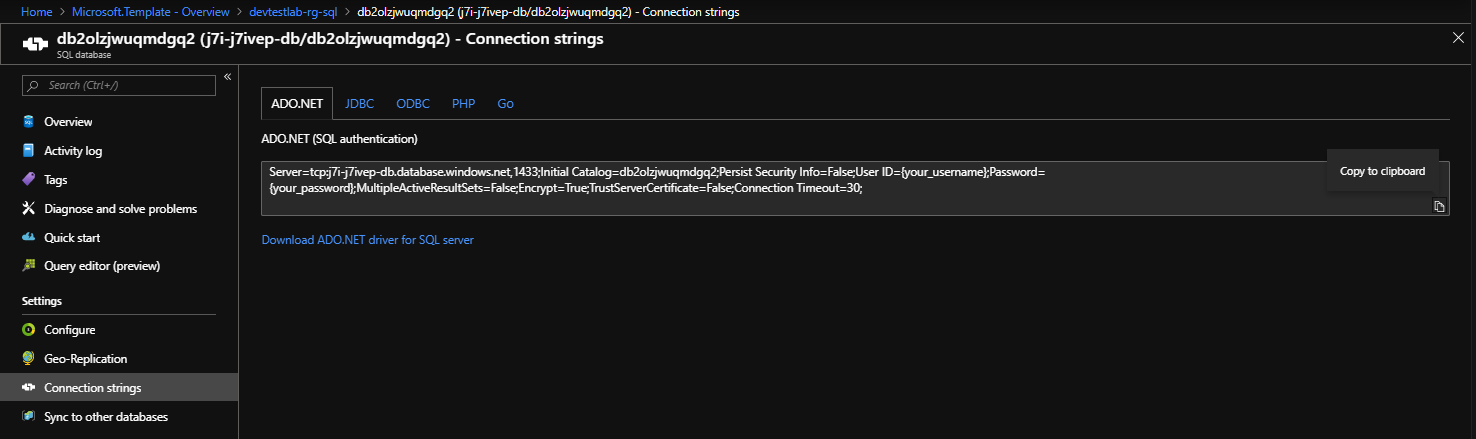 Home > Microsoft.Template - Overview > devtestlab-rg-sql > db2olzjwuqmdgq2 (j7i-j7ivep-db/db2olzjwuqmdgq2) - Connection strings
db2olzjwuqmdgq2 (j7i-j7ivep-db/db2olzjwuqmdgq2) - Connection strings
SQL database
Search (Ctrl+/)
«
Overview
Activity log
Tags
Diagnose and solve problems
Quick start
Query editor (preview)
Settings
Configure
Geo-Replication
Connection strings
Sync to other databases
ADO.NET JDBC ODBC PHP Go
ADO.NET (SQL authentication)
Server=tcp:j7i-j7ivep-db.database.windows.net,1433;Initial Catalog=db2olzjwuqmdgq2;Persist Security Info=False;User ID={your_username};Password=
{your_password};MultipleActiveResultSets=False;Encrypt=True;TrustServerCertificate=False;Connection Timeout=30;
Copy to clipboard
Download ADO.NET driver for SQL server